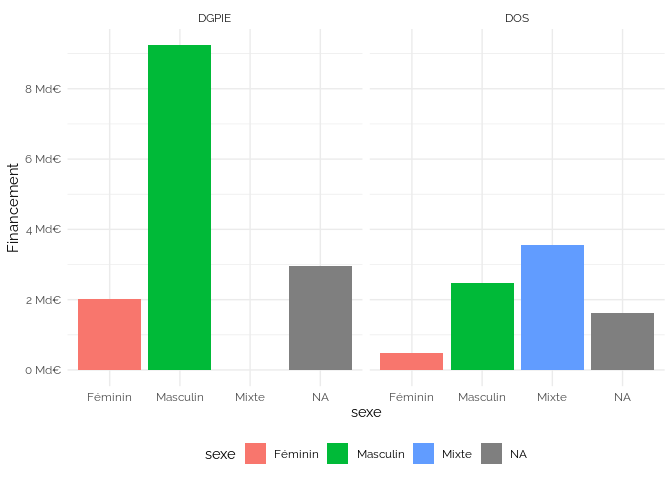 DGPIE
DOS
Financement
8 Md€
6 Md€
4 Md€
2 Md€
0 Md€
Féminin Masculin Mixte NA
Féminin Masculin Mixte NA
sexe
sexe Féminin Masculin Mixte NA